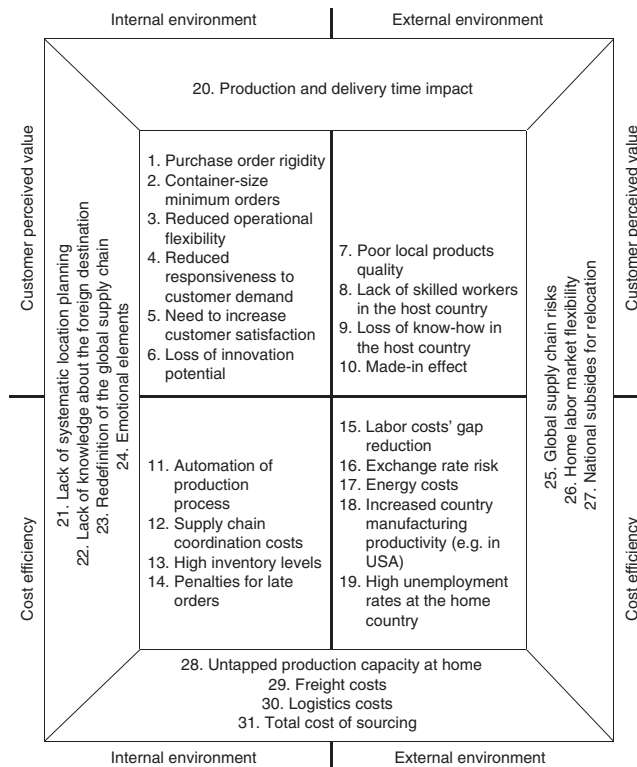 Internal environment
External environment
20. Production and delivery time impact
Customer perceived value
Customer perceived value
1. Purchase order rigidity
2. Container-size
minimum orders
3. Reduced operational
flexibility
4. Reduced
responsiveness to
customer demand
5. Need to increase
customer satisfaction
6. Loss of innovation
potential
7. Poor local products
quality
8. Lack of skilled workers
in the host country
9. Loss of know-how in
the host country
10. Made-in effect
21. Lack of systematic location planning
22. Lack of knowledge about the foreign destination
23. Redefinition of the global supply chain
24. Emotional elements
25. Global supply chain risks
26. Home labor market flexibility
27. National subsides for relocation
Cost efficiency
Cost efficiency
11. Automation of
production
process
12. Supply chain
coordination costs
13. High inventory levels
14. Penalties for late
orders
15. Labor costs' gap
reduction
16. Exchange rate risk
17. Energy costs
18. Increased country
manufacturing
productivity (e.g. in
USA)
19. High unemployment
rates at the home
country
28. Untapped production capacity at home
29. Freight costs
30. Logistics costs
31. Total cost of sourcing
Internal environment
External environment